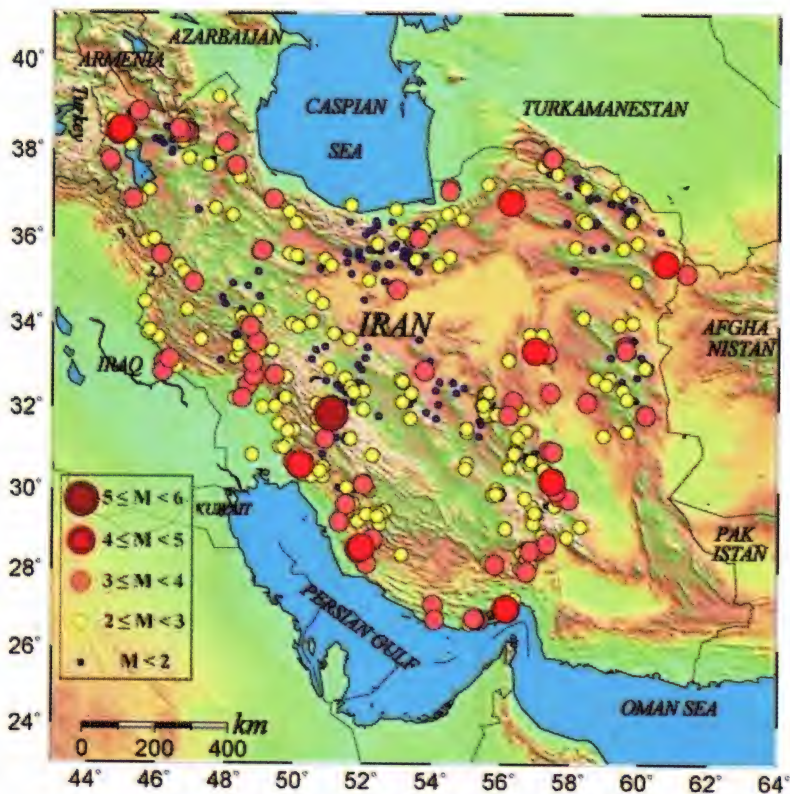 40°
38°
36°
34°
32°
30°
28°
26°
24°
AZARBAIJAN
ARMENIA
Turkey
CASPIAN
SEA
TURKAMANESTAN
IRAN
AFGHA
NISTAN
IRAQ
KUWAIT
PAK
ISTAN
PERSIAN GULF
OMAN SEA
5 ≤ M < 6
4 ≤ M < 5
3 ≤ M < 4
2 ≤ M < 3
M < 2
km
0 200 400
44° 46° 48° 50° 52° 54° 56° 58° 60° 62° 64°